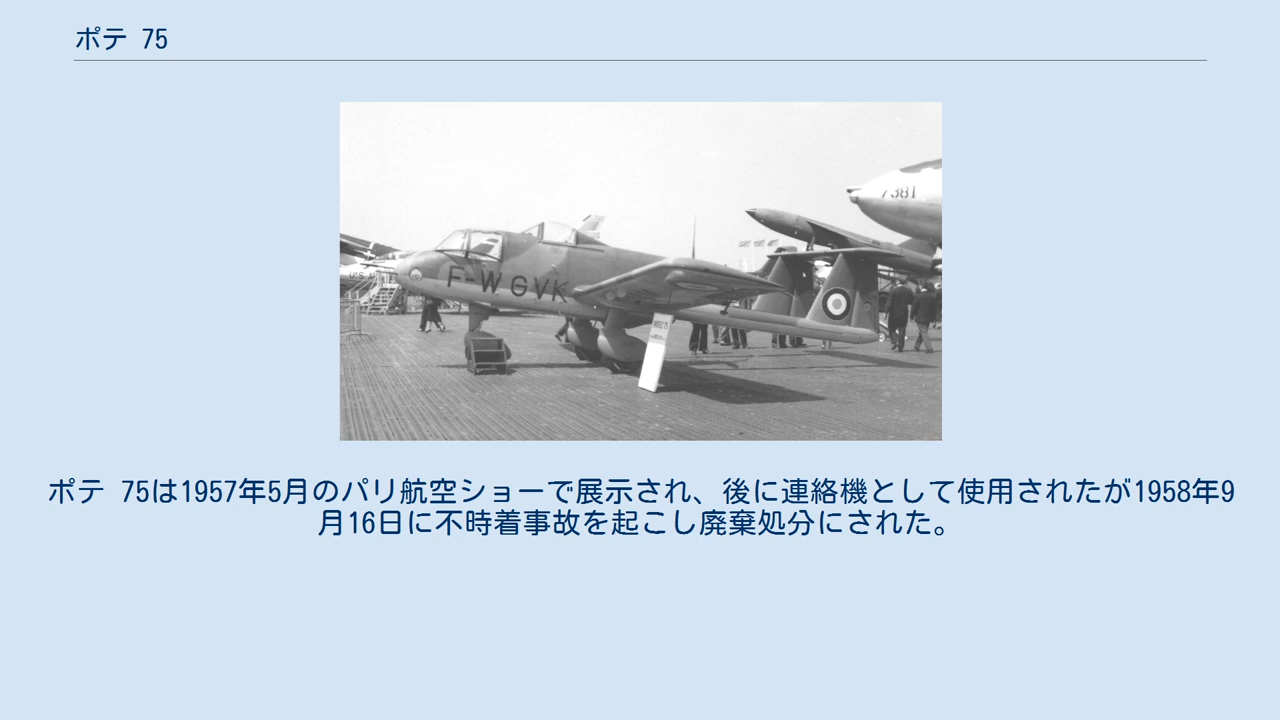 ポテ 75
7381
U S A
F-WGVK
ポテ 75は1957年5月のパリ航空ショーで展示され、後に連絡機として使用されたが1958年9
月16日に不時着事故を起こし廃棄処分にされた。